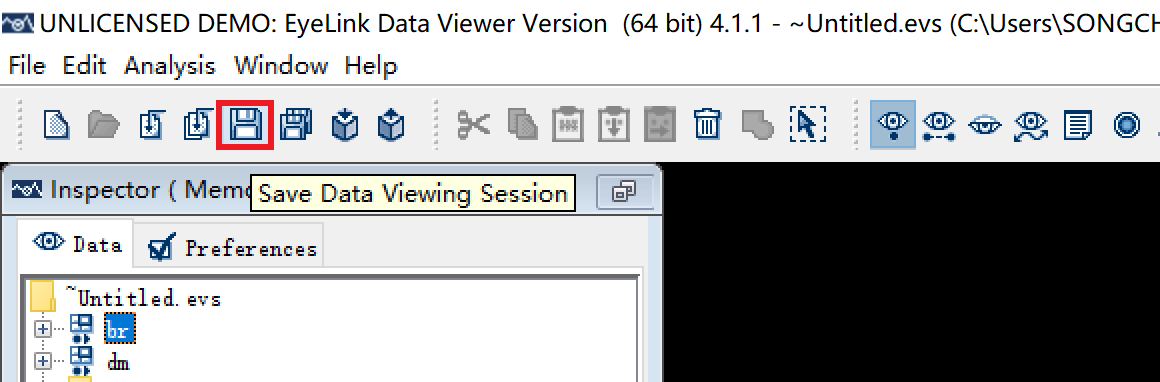 UNLICENSED DEMO: EyeLink Data Viewer Version (64 bit) 4.1.1 - ~Untitled.evs (C:\Users\SONGCH
File Edit Analysis Window Help
Inspector ( Mem
Save Data Viewing Session
Data Preferences
~Untitled.evs
br
dm